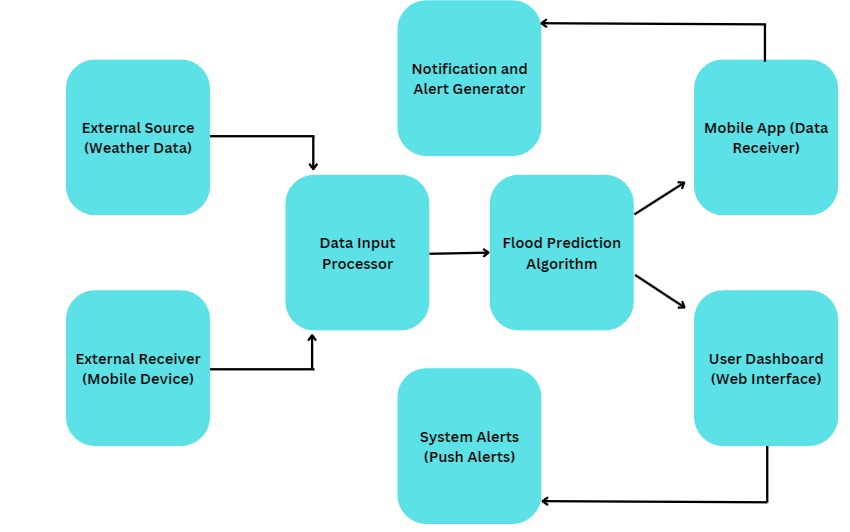 Notification and
Alert Generator
External Source
(Weather Data)
Mobile App (Data
Receiver)
Data Input
Processor
Flood Prediction
Algorithm
External Receiver
(Mobile Device)
User Dashboard
(Web Interface)
System Alerts
(Push Alerts)